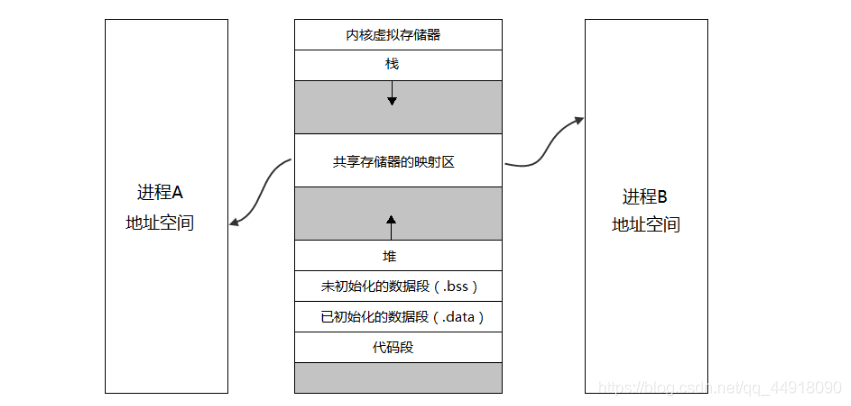 内核虚拟存储器
栈
共享存储器的映射区
进程A
地址空间
进程B
地址空间
堆
未初始化的数据段（.bss）
已初始化的数据段（.data）
代码段
https://blog.csdn.net/qq_44918090